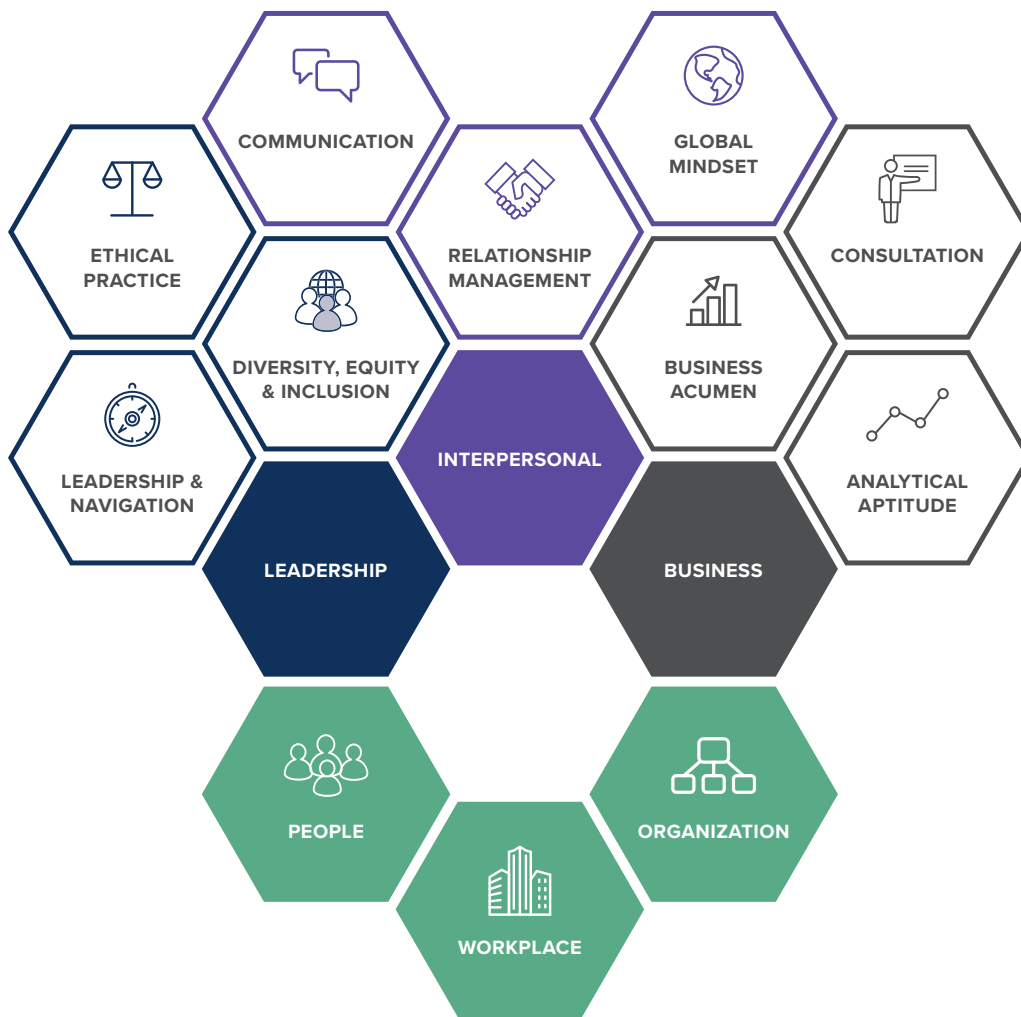 COMMUNICATION
GLOBAL
MINDSET
ETHICAL
PRACTICE
RELATIONSHIP
MANAGEMENT
CONSULTATION
DIVERSITY, EQUITY
& INCLUSION
BUSINESS
ACUMEN
LEADERSHIP &
NAVIGATION
INTERPERSONAL
ANALYTICAL
APTITUDE
LEADERSHIP
BUSINESS
PEOPLE
ORGANIZATION
WORKPLACE